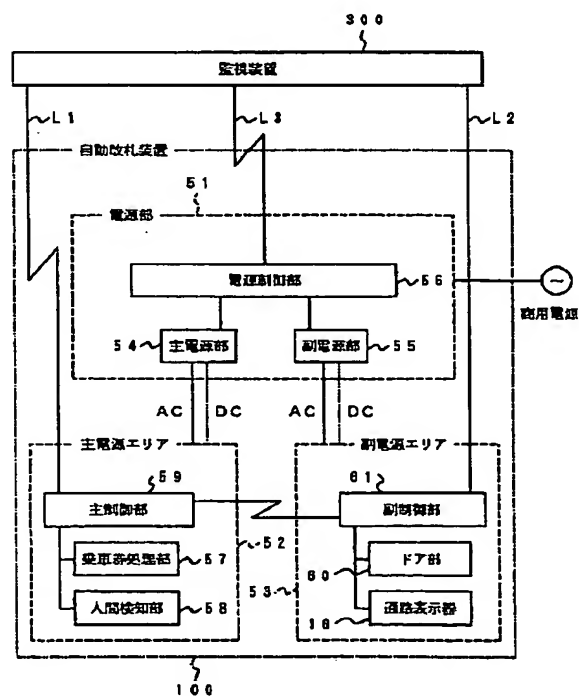 300
監視装置
L1
L3
L2
自動改札装置
51
電源部
電源制御部
56
商用電源
54
主電源部
副電源部
55
AC
DC
AC
DC
主電源エリア
副電源エリア
59
61
主制御部
副制御部
乗車券処理部
57
52
ドア部
60
人間検知部
58
53
通路表示器
16
100